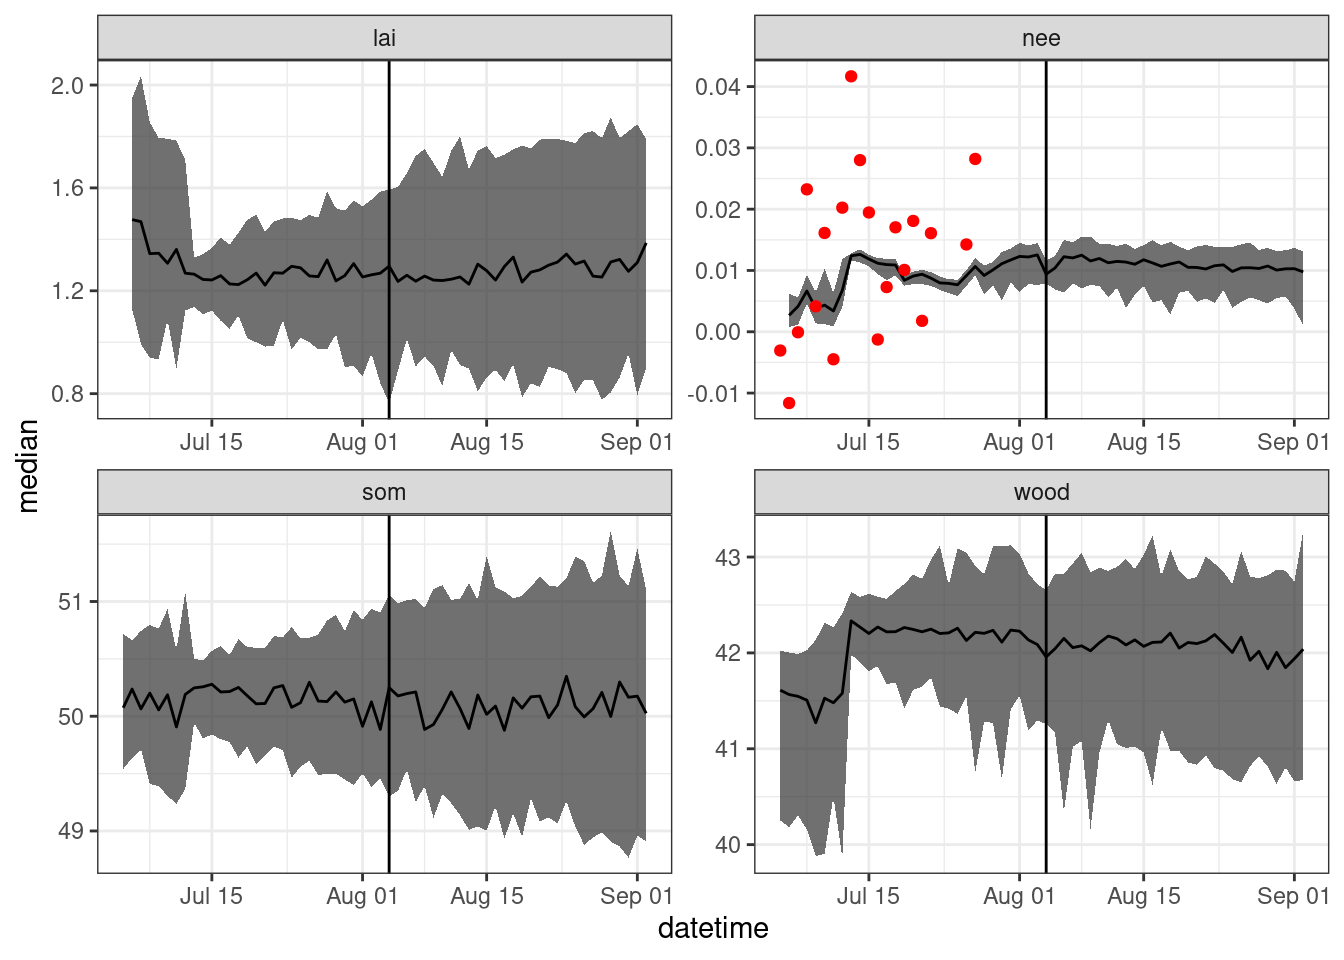 lai
nee
2.0
1.6
1.2
0.8
0.04
0.03
0.02
0.01
0.00
-0.01
Jul 15 Aug 01 Aug 15 Sep 01
Jul 15 Aug 01 Aug 15 Sep 01
median
som
wood
51
50
49
43
42
41
40
Jul 15 Aug 01 Aug 15 Sep 01
Jul 15 Aug 01 Aug 15 Sep 01
datetime